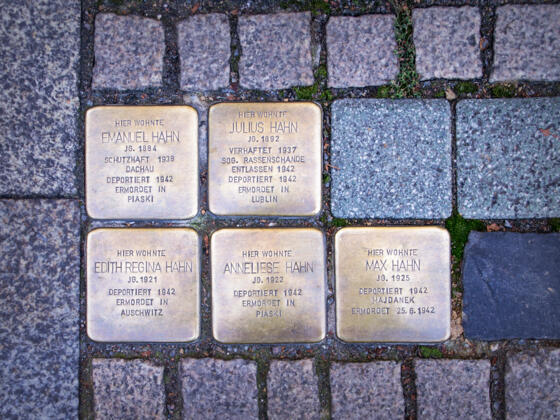 HIER WOHNTE
EMANUEL HAHN
JG. 1884
SCHUTZHAFT 1938
DACHAU
DEPORTIERT 1942
ERMORDET IN
PIASKI
HIER WOHNTE
JULIUS HAHN
JG. 1892
VERHAFTET 1937
SOG. RASSENSCHANDE
ENTLASSEN 1942
DEPORTIERT 1942
ERMORDET IN
LUBLIN
HIER WOHNTE
EDITH REGINA HAHN
JG. 1921
DEPORTIERT 1942
ERMORDET IN
AUSCHWITZ
HIER WOHNTE
ANNELIESE HAHN
JG. 1922
DEPORTIERT 1942
ERMORDET IN
PIASKI
HIER WOHNTE
MAX HAHN
JG. 1925
DEPORTIERT 1942
MAJDANEK
ERMORDET 25.6.1942